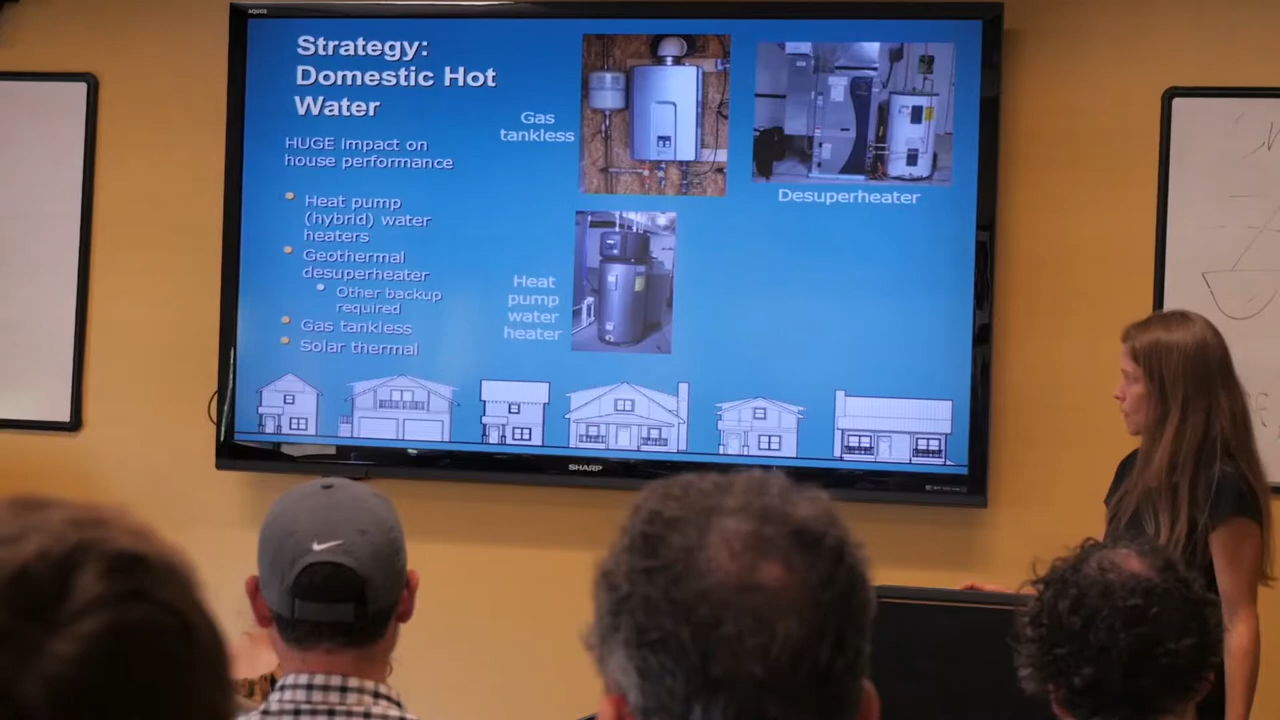 AQUOS
Strategy:
Domestic Hot
Water
HUGE impact on
house performance
Heat pump
(hybrid) water
heaters
Geothermal
desuperheater
Other backup
required
Gas tankless
Solar thermal
Gas
tankless
Desuperheater
Heat
pump
water
heater
SHARP